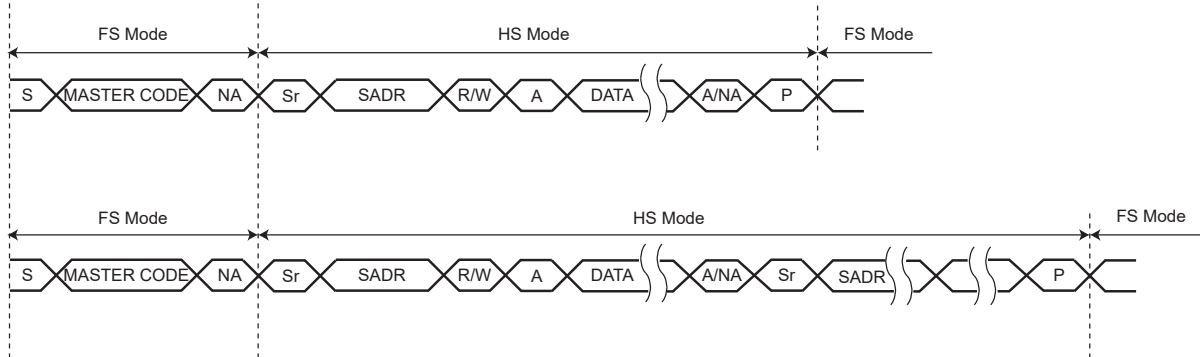 FS Mode HS Mode FS Mode
S MASTER CODE NA Sr SADR R/W A DATA A/NA P
FS Mode HS Mode FS Mode
S MASTER CODE NA Sr SADR R/W A DATA A/NA Sr SADR P